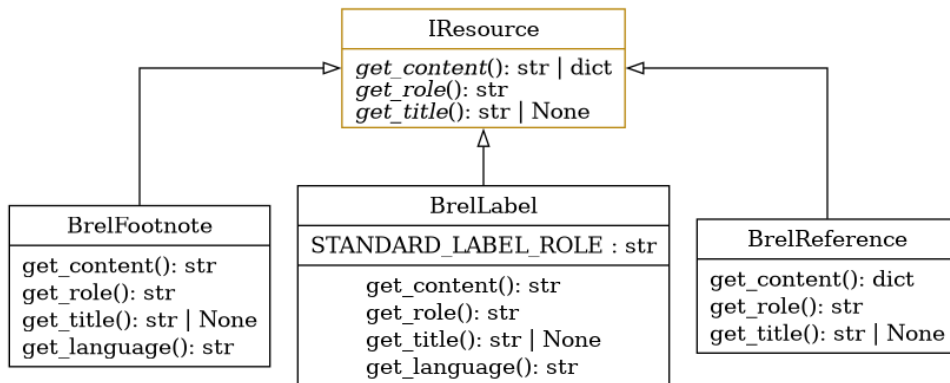 IResource
get_content(): str | dict
get_role(): str
get_title(): str | None
BrelFootnote
get_content(): str
get_role(): str
get_title(): str | None
get_language(): str
BrelLabel
STANDARD_LABEL_ROLE : str
get_content(): str
get_role(): str
get_title(): str | None
get_language(): str
BrelReference
get_content(): dict
get_role(): str
get_title(): str | None